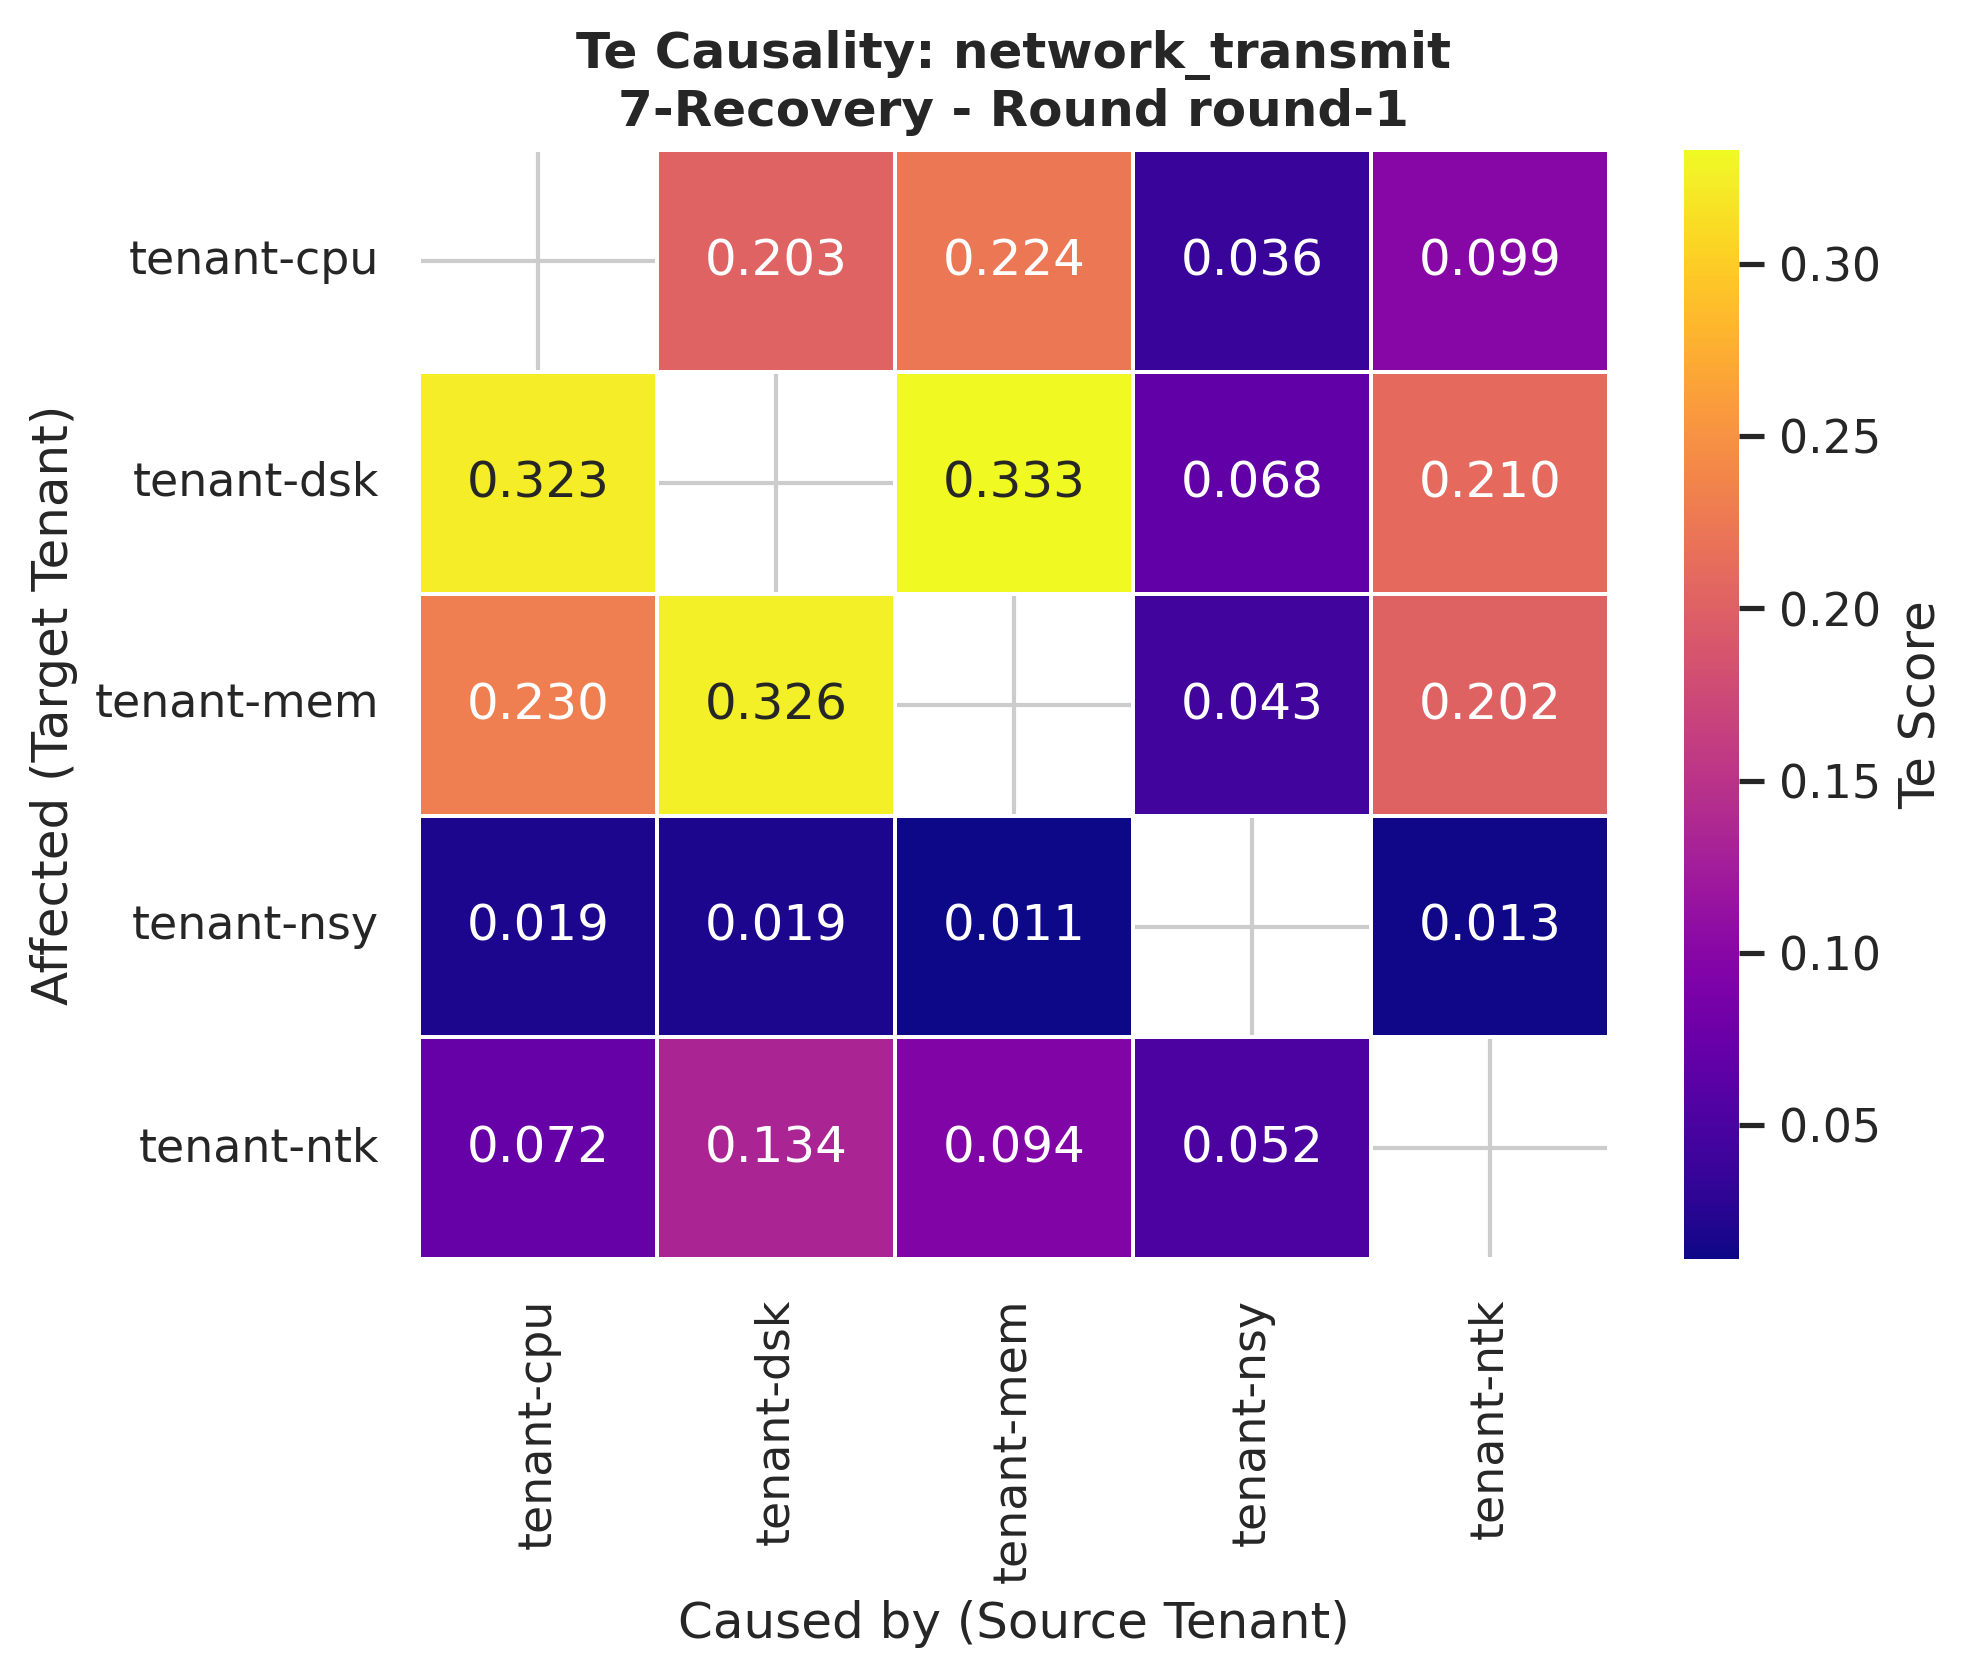 Te Causality: network_transmit
7-Recovery - Round round-1
Affected (Target Tenant)
tenant-cpu
0.203 0.224 0.036 0.099
tenant-dsk
0.323 0.333 0.068 0.210
tenant-mem
0.230 0.326 0.043 0.202
tenant-nsy
0.019 0.019 0.011 0.013
tenant-ntk
0.072 0.134 0.094 0.052
tenant-cpu
tenant-dsk
tenant-mem
tenant-nsy
tenant-ntk
Caused by (Source Tenant)
0.30
0.25
0.20
0.15
0.10
0.05
Te Score